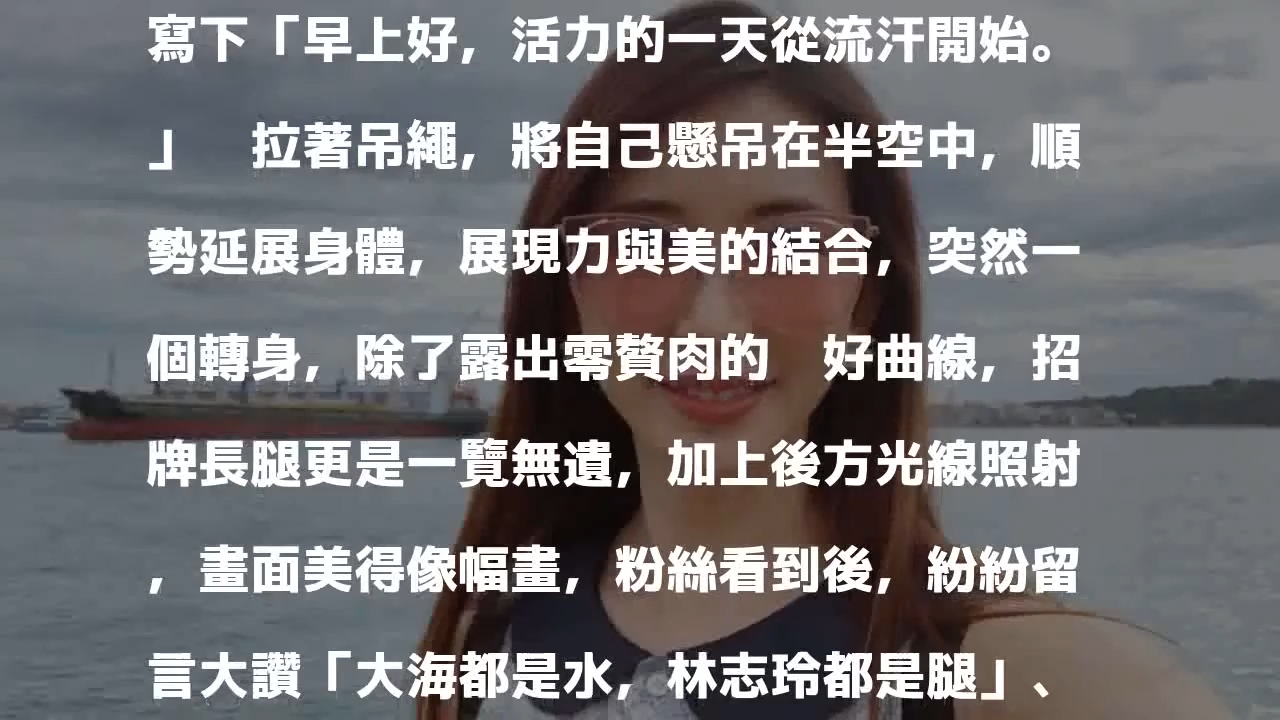 寫下「早上好，活力的一天從流汗開始。
」　拉著吊繩，將自己懸吊在半空中，順
勢延展身體，展現力與美的結合，突然一
個轉身，除了露出零贅肉的　好曲線，招
牌長腿更是一覽無遺，加上後方光線照射
，畫面美得像幅畫，粉絲看到後，紛紛留
言大讚「大海都是水，林志玲都是腿」、